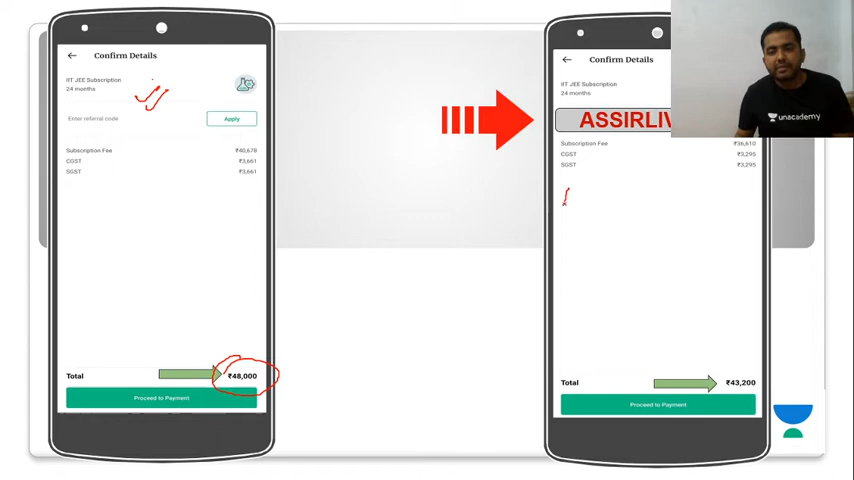 Confirm Details
IIT JEE Subscription
24 months
Enter referral code
Apply
Subscription Fee ₹40,678
CGST ₹3,661
SGST ₹3,661
Total ₹48,000
Proceed to Payment
Confirm Details
IIT JEE Subscription
24 months
ASSIRLIV
Subscription Fee ₹36,610
CGST ₹3,295
SGST ₹3,295
Total ₹43,200
Proceed to Payment
unacademy